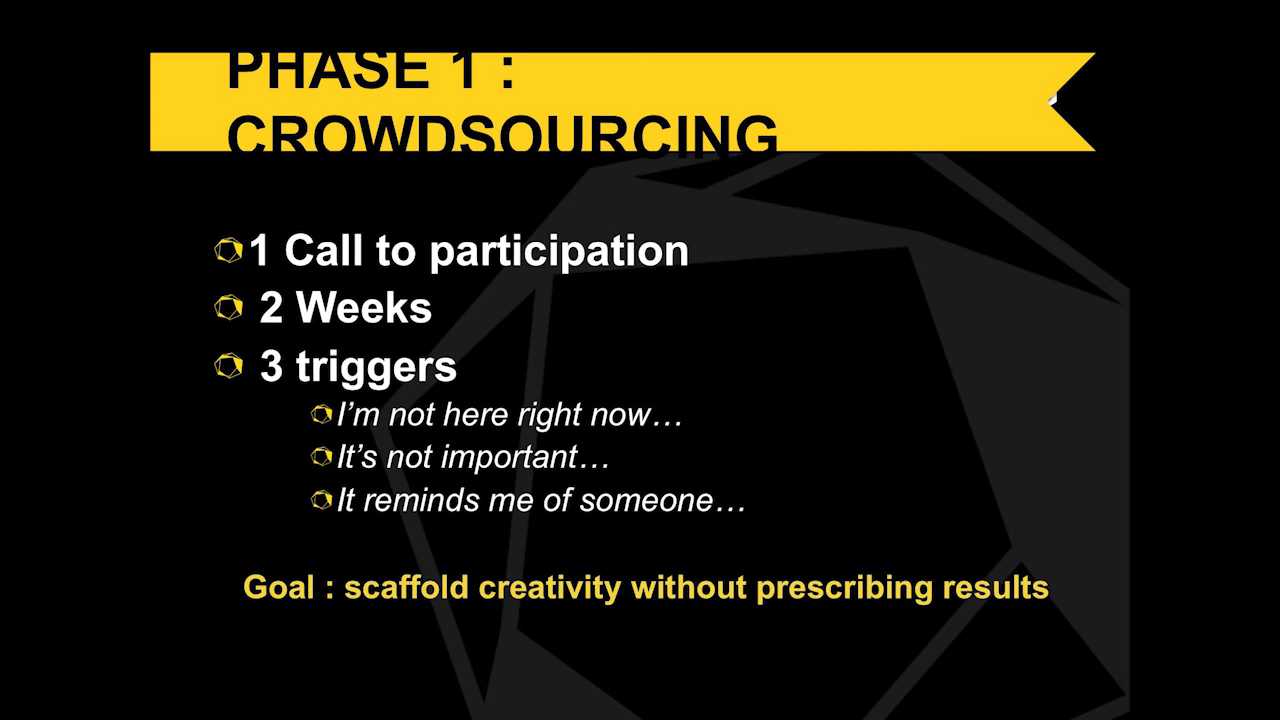 PHASE 1 :
CROWDSOURCING
1 Call to participation
2 Weeks
3 triggers
I'm not here right now…
It's not important…
It reminds me of someone…
Goal : scaffold creativity without prescribing results